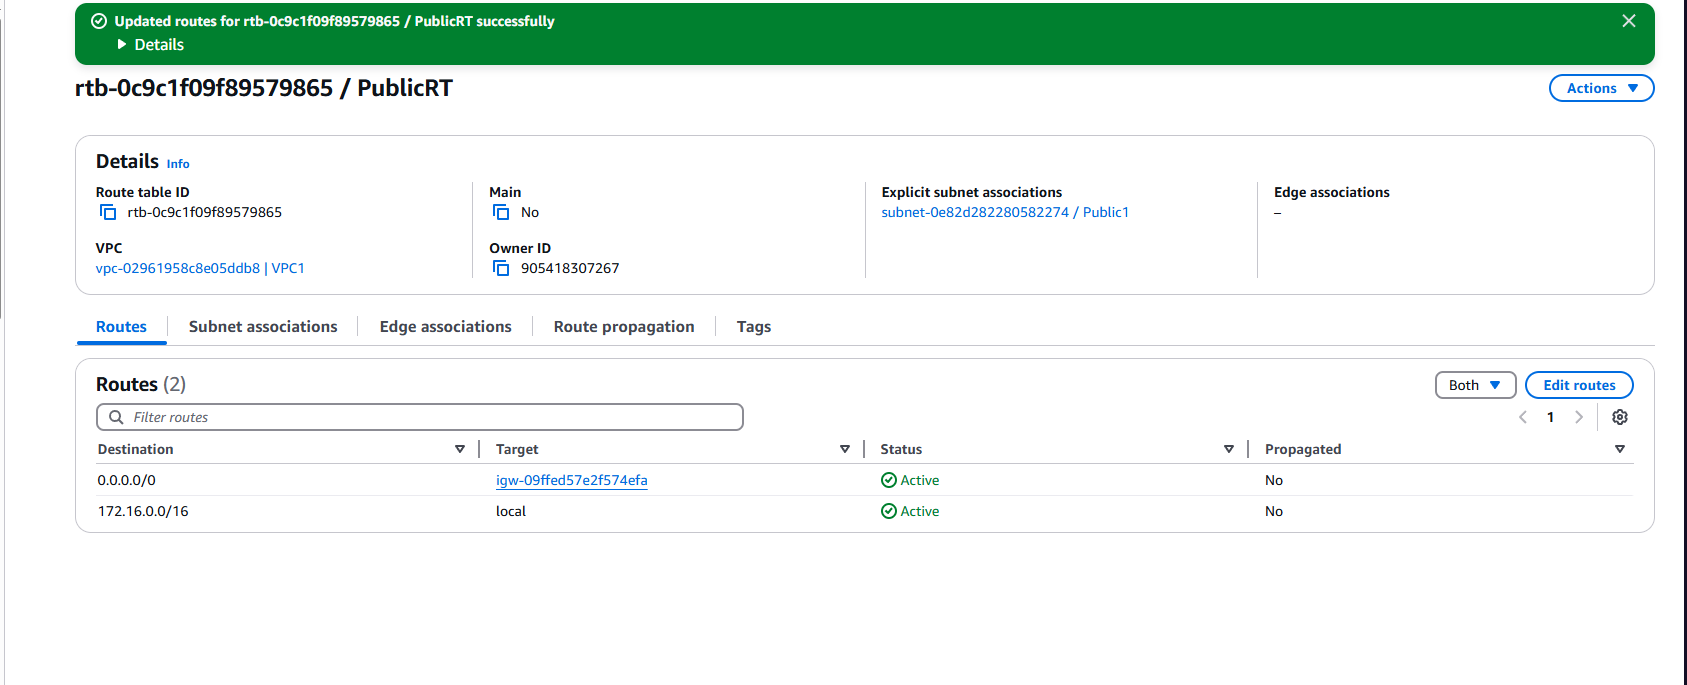 Updated routes for rtb-0c9c1f09f89579865 / PublicRT successfully
Details
rtb-0c9c1f09f89579865 / PublicRT
Actions
Details Info
Route table ID
rtb-0c9c1f09f89579865
Main
No
Explicit subnet associations
subnet-0e82d282280582274 / Public1
Edge associations
–
VPC
vpc-02961958c8e05ddb8 | VPC1
Owner ID
905418307267
Routes Subnet associations Edge associations Route propagation Tags
Routes (2)
Both Edit routes
Filter routes
1
Destination Target Status Propagated
0.0.0.0/0 igw-09ffed57e2f574efa Active No
172.16.0.0/16 local Active No